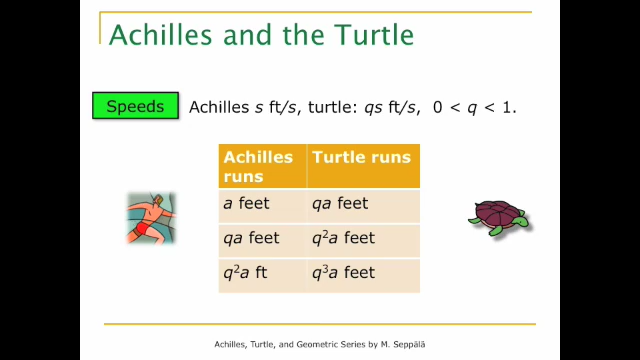 Achilles and the Turtle
Speeds
Achilles s ft/s, turtle: qs ft/s, 0 < q < 1.
Achilles runs
Turtle runs
a feet
qa feet
qa feet
q²a feet
q²a ft
q³a feet
Achilles, Turtle, and Geometric Series by M. Seppälä